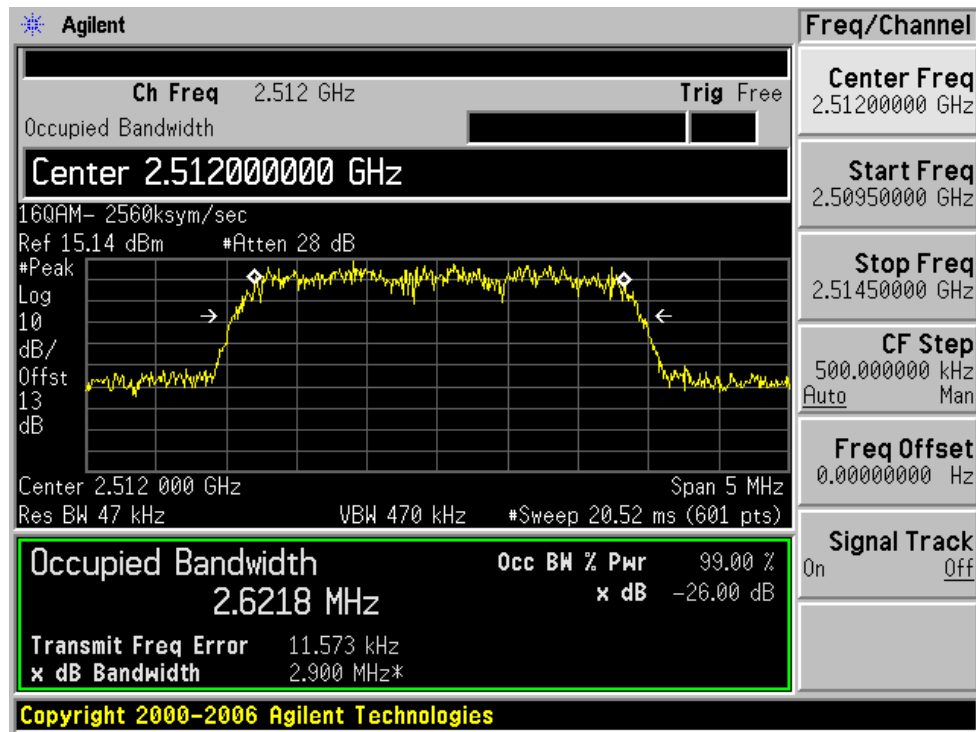 Agilent
Ch Freq 2.512 GHz Trig Free
Occupied Bandwidth
Center 2.512000000 GHz
16QAM- 2560ksym/sec
Ref 15.14 dBm #Atten 28 dB
#Peak
Log
10
dB/
Offst
13
dB
Center 2.512 000 GHz Span 5 MHz
Res BW 47 kHz VBW 470 kHz #Sweep 20.52 ms (601 pts)
Occupied Bandwidth Occ BW % Pwr 99.00 %
2.6218 MHz x dB -26.00 dB
Transmit Freq Error 11.573 kHz
x dB Bandwidth 2.900 MHz*
Copyright 2000-2006 Agilent Technologies
Freq/Channel
Center Freq
2.51200000 GHz
Start Freq
2.50950000 GHz
Stop Freq
2.51450000 GHz
CF Step
500.000000 kHz
Auto Man
Freq Offset
0.00000000 Hz
Signal Track
On Off